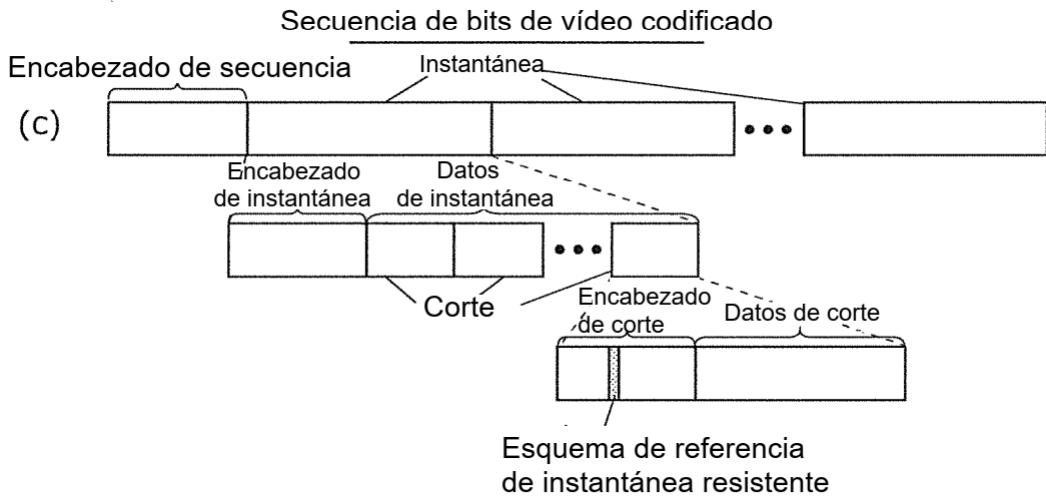 Secuencia de bits de vídeo codificado
Encabezado de secuencia
Instantánea
(c)
Encabezado
de instantánea
Datos
de instantánea
Corte
Encabezado
de corte
Datos de corte
Esquema de referencia
de instantánea resistente